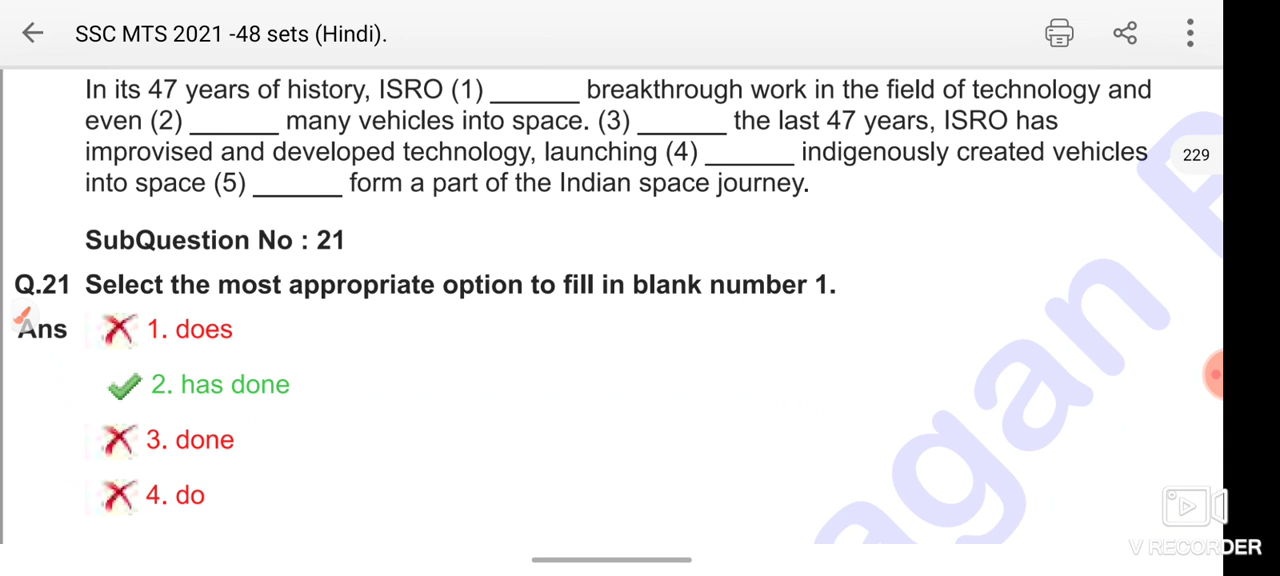 SSC MTS 2021 -48 sets (Hindi).
In its 47 years of history, ISRO (1) ______ breakthrough work in the field of technology and
even (2) ______ many vehicles into space. (3) ______ the last 47 years, ISRO has
improvised and developed technology, launching (4) ______ indigenously created vehicles
into space (5) ______ form a part of the Indian space journey.
229
SubQuestion No : 21
Q.21 Select the most appropriate option to fill in blank number 1.
Ans 1. does
2. has done
3. done
4. do
V RECORDER